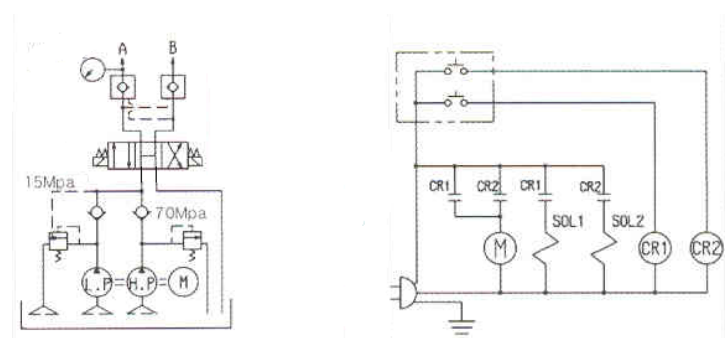 A B
15Mpa
70Mpa
L.P H.P M
CR1 CR2 CR1 CR2
SOL1 SOL2
M CR1 CR2